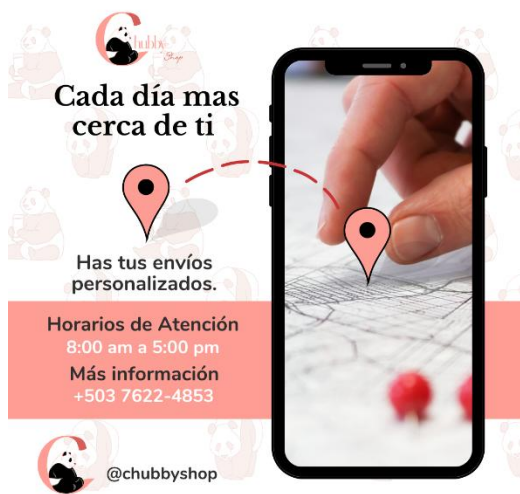 Chubby
Shop
Cada día mas
cerca de ti
Has tus envíos
personalizados.
Horarios de Atención
8:00 am a 5:00 pm
Más información
+503 7622-4853
@chubbyshop